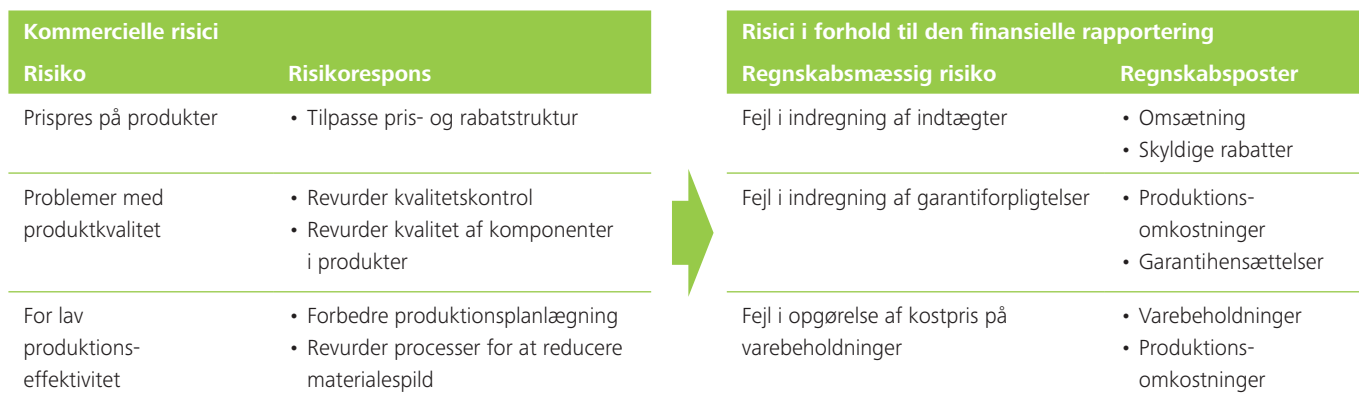 Kommercielle risici
Risiko Risikorespons
Prispres på produkter • Tilpasse pris- og rabatstruktur
Problemer med • Revurder kvalitetskontrol
produktkvalitet • Revurder kvalitet af komponenter
i produkter
For lav • Forbedre produktionsplanlægning
produktions- • Revurder processer for at reducere
effektivitet materialespild
Risici i forhold til den finansielle rapportering
Regnskabsmæssig risiko Regnskabsposter
Fejl i indregning af indtægter • Omsætning
• Skyldige rabatter
Fejl i indregning af garantiforpligtelser • Produktions-
omkostninger
• Garantihensættelser
Fejl i opgørelse af kostpris på • Varebeholdninger
varebeholdninger • Produktions-
omkostninger